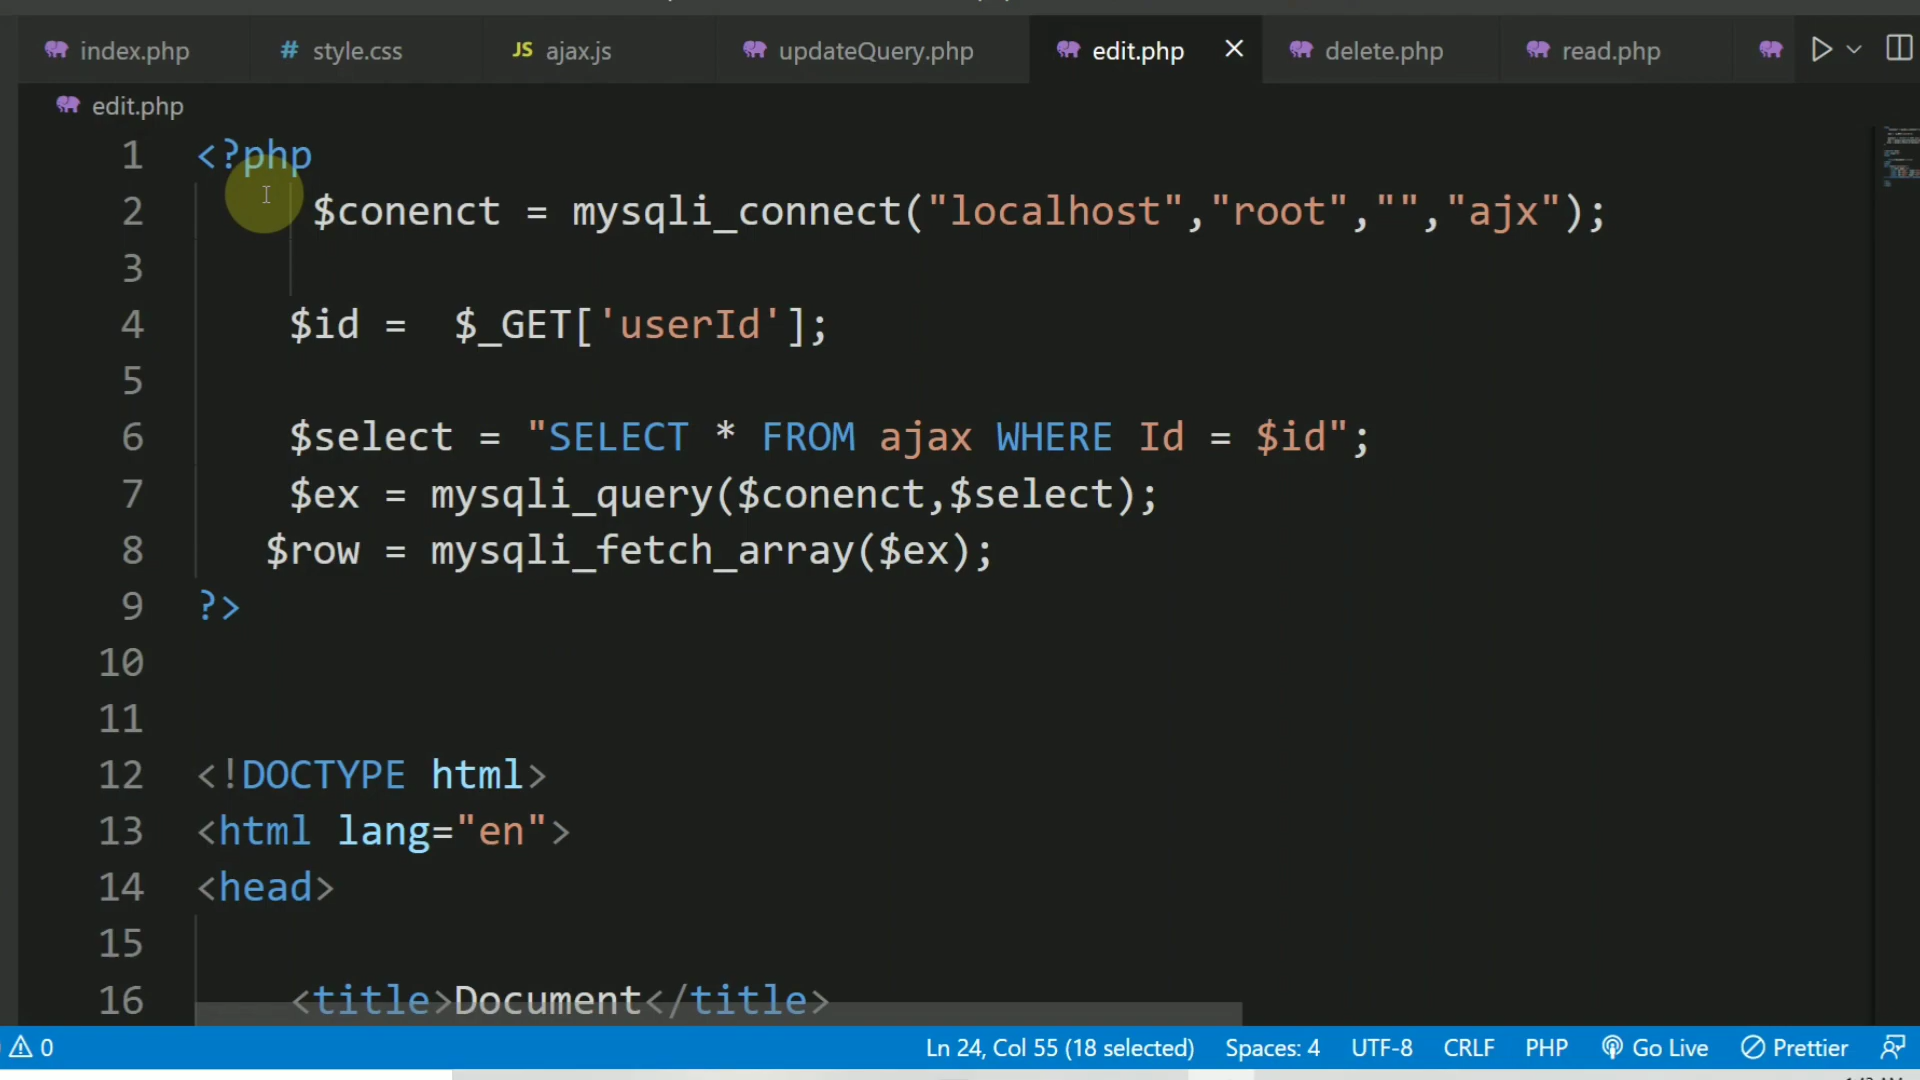 index.php # style.css JS ajax.js updateQuery.php edit.php delete.php read.php
edit.php
1 <?php
2 $conenct = mysqli_connect("localhost","root","","ajx");
3
4 $id = $_GET['userId'];
5
6 $select = "SELECT * FROM ajax WHERE Id = $id";
7 $ex = mysqli_query($conenct,$select);
8 $row = mysqli_fetch_array($ex);
9 ?>
10
11
12 <!DOCTYPE html>
13 <html lang="en">
14 <head>
15
16 <title>Document</title>
0 Ln 24, Col 55 (18 selected) Spaces: 4 UTF-8 CRLF PHP Go Live Prettier